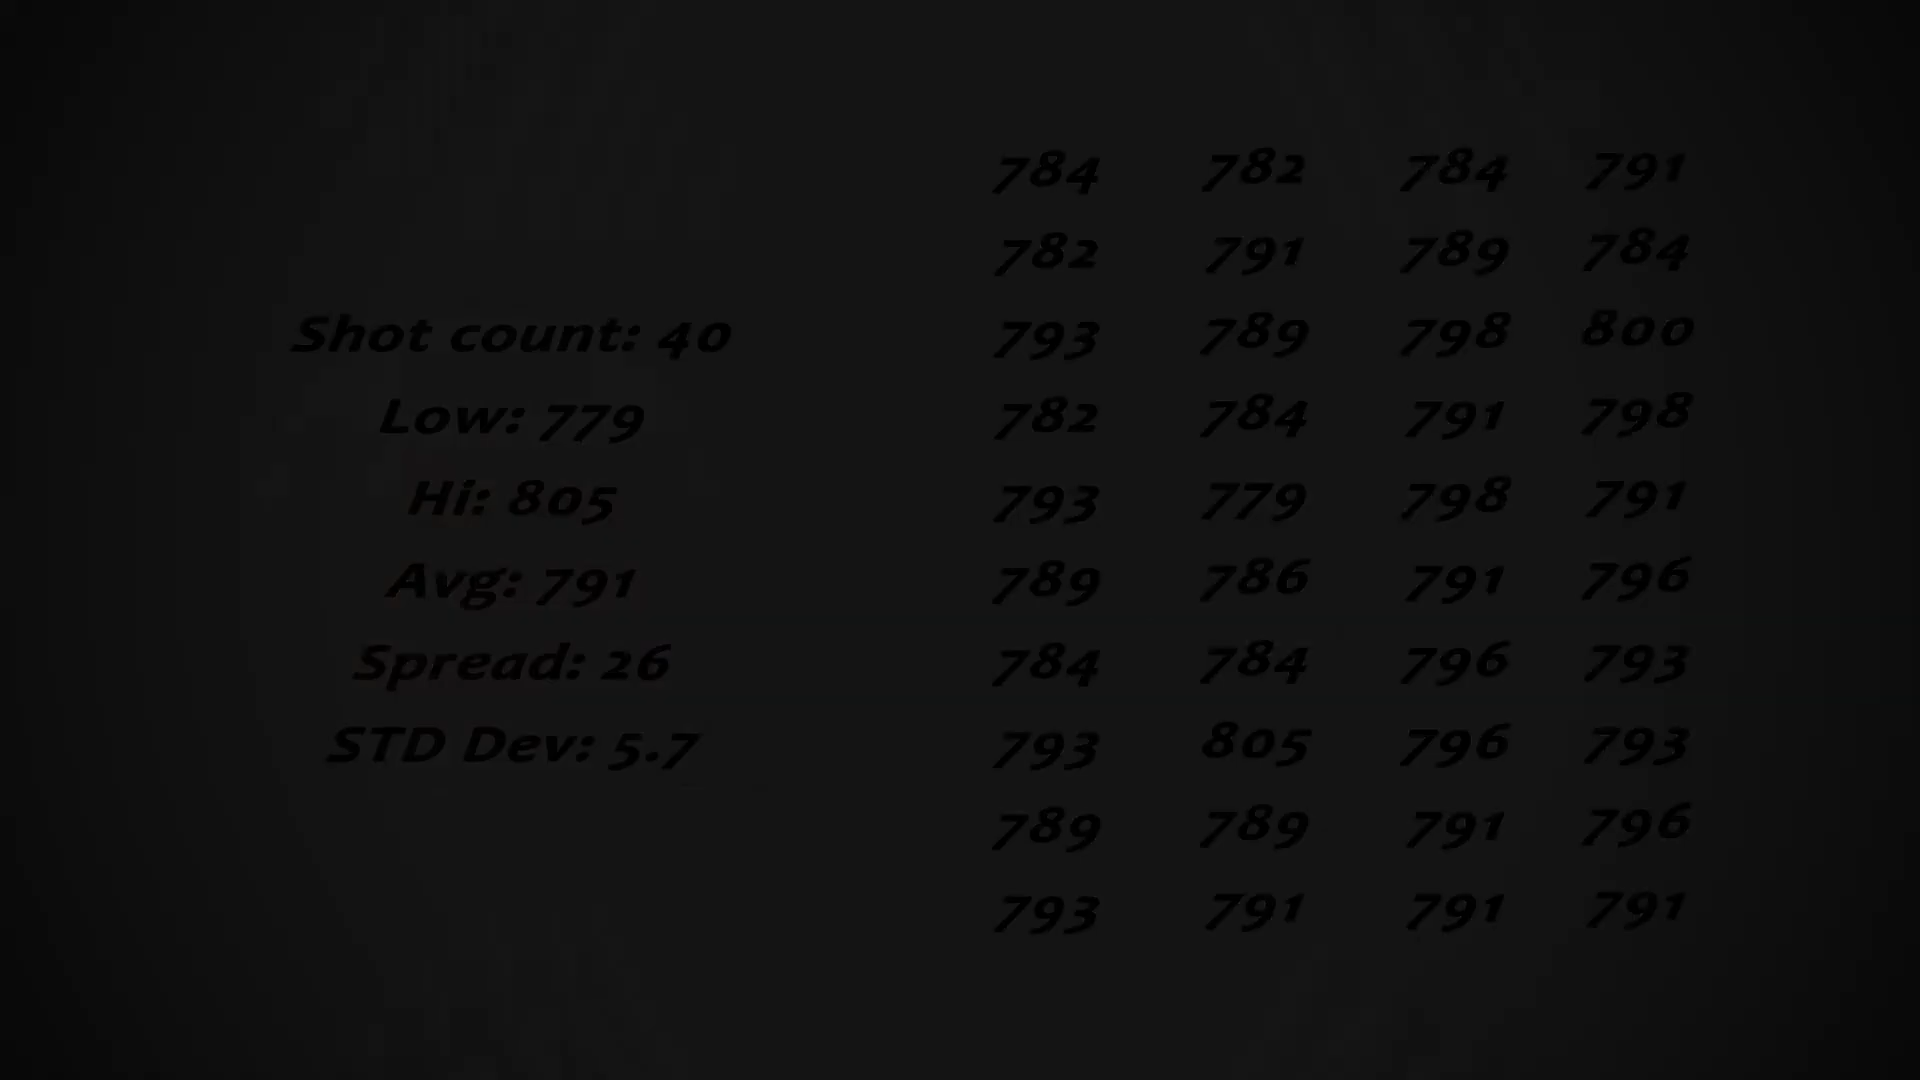 784 782 784 791
782 791 789 784
Shot count: 40 793 789 798 800
Low: 779 782 784 791 798
Hi: 805 793 779 798 791
Avg: 791 789 786 791 796
Spread: 26 784 784 796 793
STD Dev: 5.7 793 805 796 793
789 789 791 796
793 791 791 791